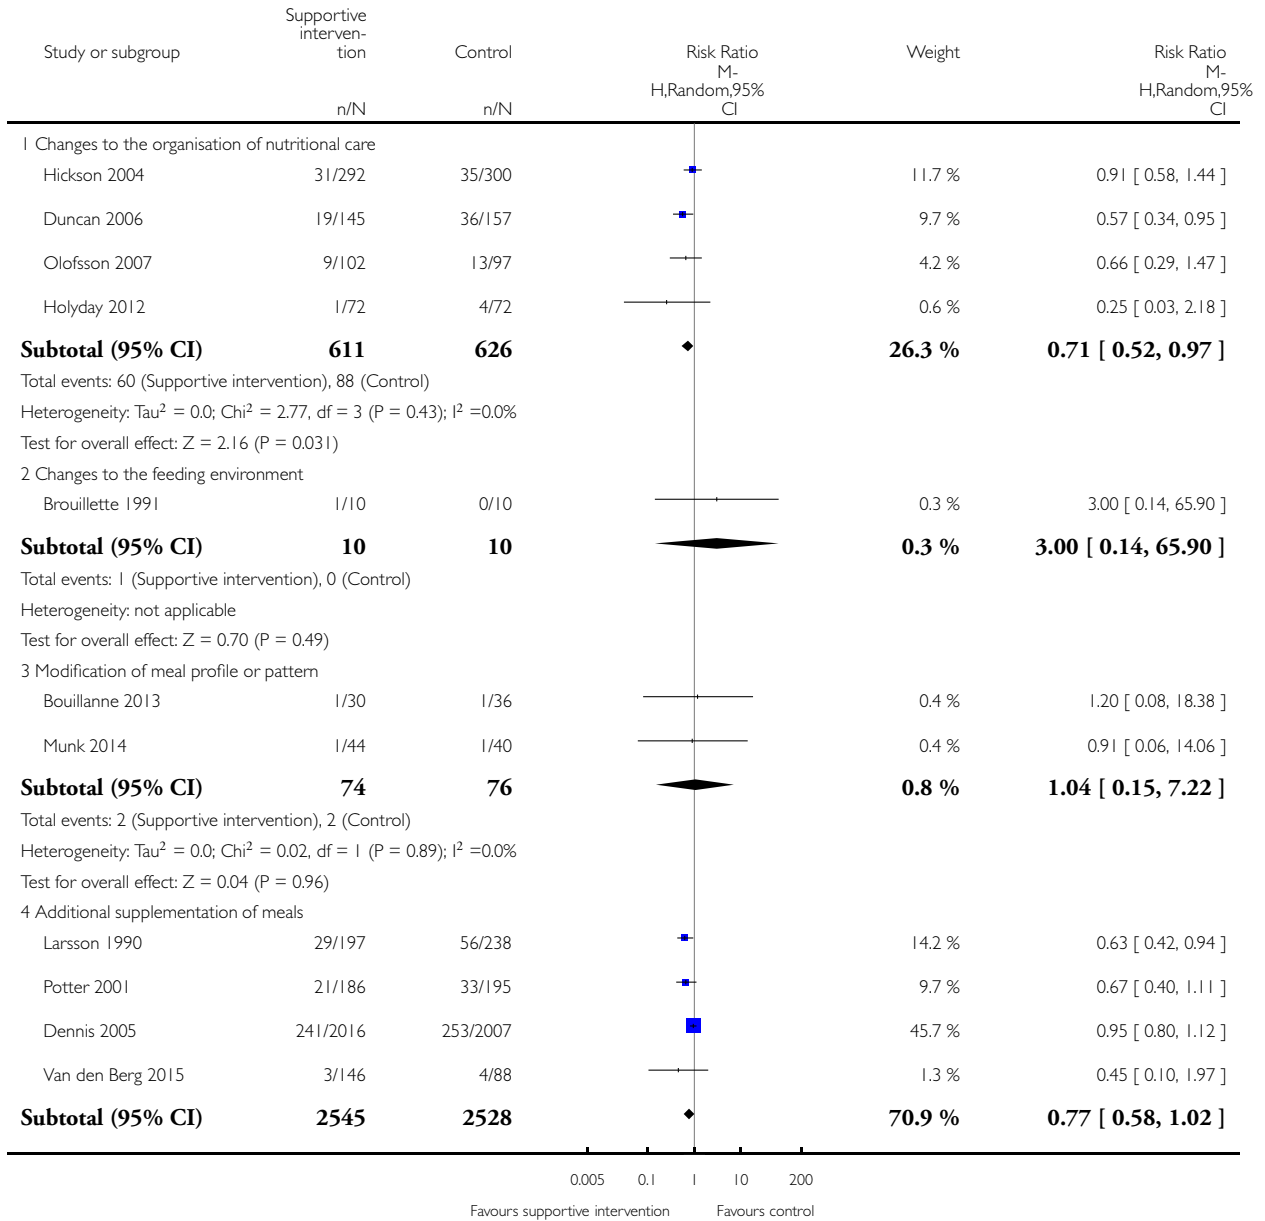 Supportive
interven-
Study or subgroup tion Control Risk Ratio Weight Risk Ratio
M- M-
H,Random,95% H,Random,95%
n/N n/N CI CI
1 Changes to the organisation of nutritional care
Hickson 2004 31/292 35/300 11.7 % 0.91 [ 0.58, 1.44 ]
Duncan 2006 19/145 36/157 9.7 % 0.57 [ 0.34, 0.95 ]
Olofsson 2007 9/102 13/97 4.2 % 0.66 [ 0.29, 1.47 ]
Holyday 2012 1/72 4/72 0.6 % 0.25 [ 0.03, 2.18 ]
Subtotal (95% CI) 611 626 26.3 % 0.71 [ 0.52, 0.97 ]
Total events: 60 (Supportive intervention), 88 (Control)
Heterogeneity: Tau² = 0.0; Chi² = 2.77, df = 3 (P = 0.43); I² =0.0%
Test for overall effect: Z = 2.16 (P = 0.031)
2 Changes to the feeding environment
Brouillette 1991 1/10 0/10 0.3 % 3.00 [ 0.14, 65.90 ]
Subtotal (95% CI) 10 10 0.3 % 3.00 [ 0.14, 65.90 ]
Total events: 1 (Supportive intervention), 0 (Control)
Heterogeneity: not applicable
Test for overall effect: Z = 0.70 (P = 0.49)
3 Modification of meal profile or pattern
Bouillanne 2013 1/30 1/36 0.4 % 1.20 [ 0.08, 18.38 ]
Munk 2014 1/44 1/40 0.4 % 0.91 [ 0.06, 14.06 ]
Subtotal (95% CI) 74 76 0.8 % 1.04 [ 0.15, 7.22 ]
Total events: 2 (Supportive intervention), 2 (Control)
Heterogeneity: Tau² = 0.0; Chi² = 0.02, df = 1 (P = 0.89); I² =0.0%
Test for overall effect: Z = 0.04 (P = 0.96)
4 Additional supplementation of meals
Larsson 1990 29/197 56/238 14.2 % 0.63 [ 0.42, 0.94 ]
Potter 2001 21/186 33/195 9.7 % 0.67 [ 0.40, 1.11 ]
Dennis 2005 241/2016 253/2007 45.7 % 0.95 [ 0.80, 1.12 ]
Van den Berg 2015 3/146 4/88 1.3 % 0.45 [ 0.10, 1.97 ]
Subtotal (95% CI) 2545 2528 70.9 % 0.77 [ 0.58, 1.02 ]
0.005 0.1 1 10 200
Favours supportive intervention Favours control